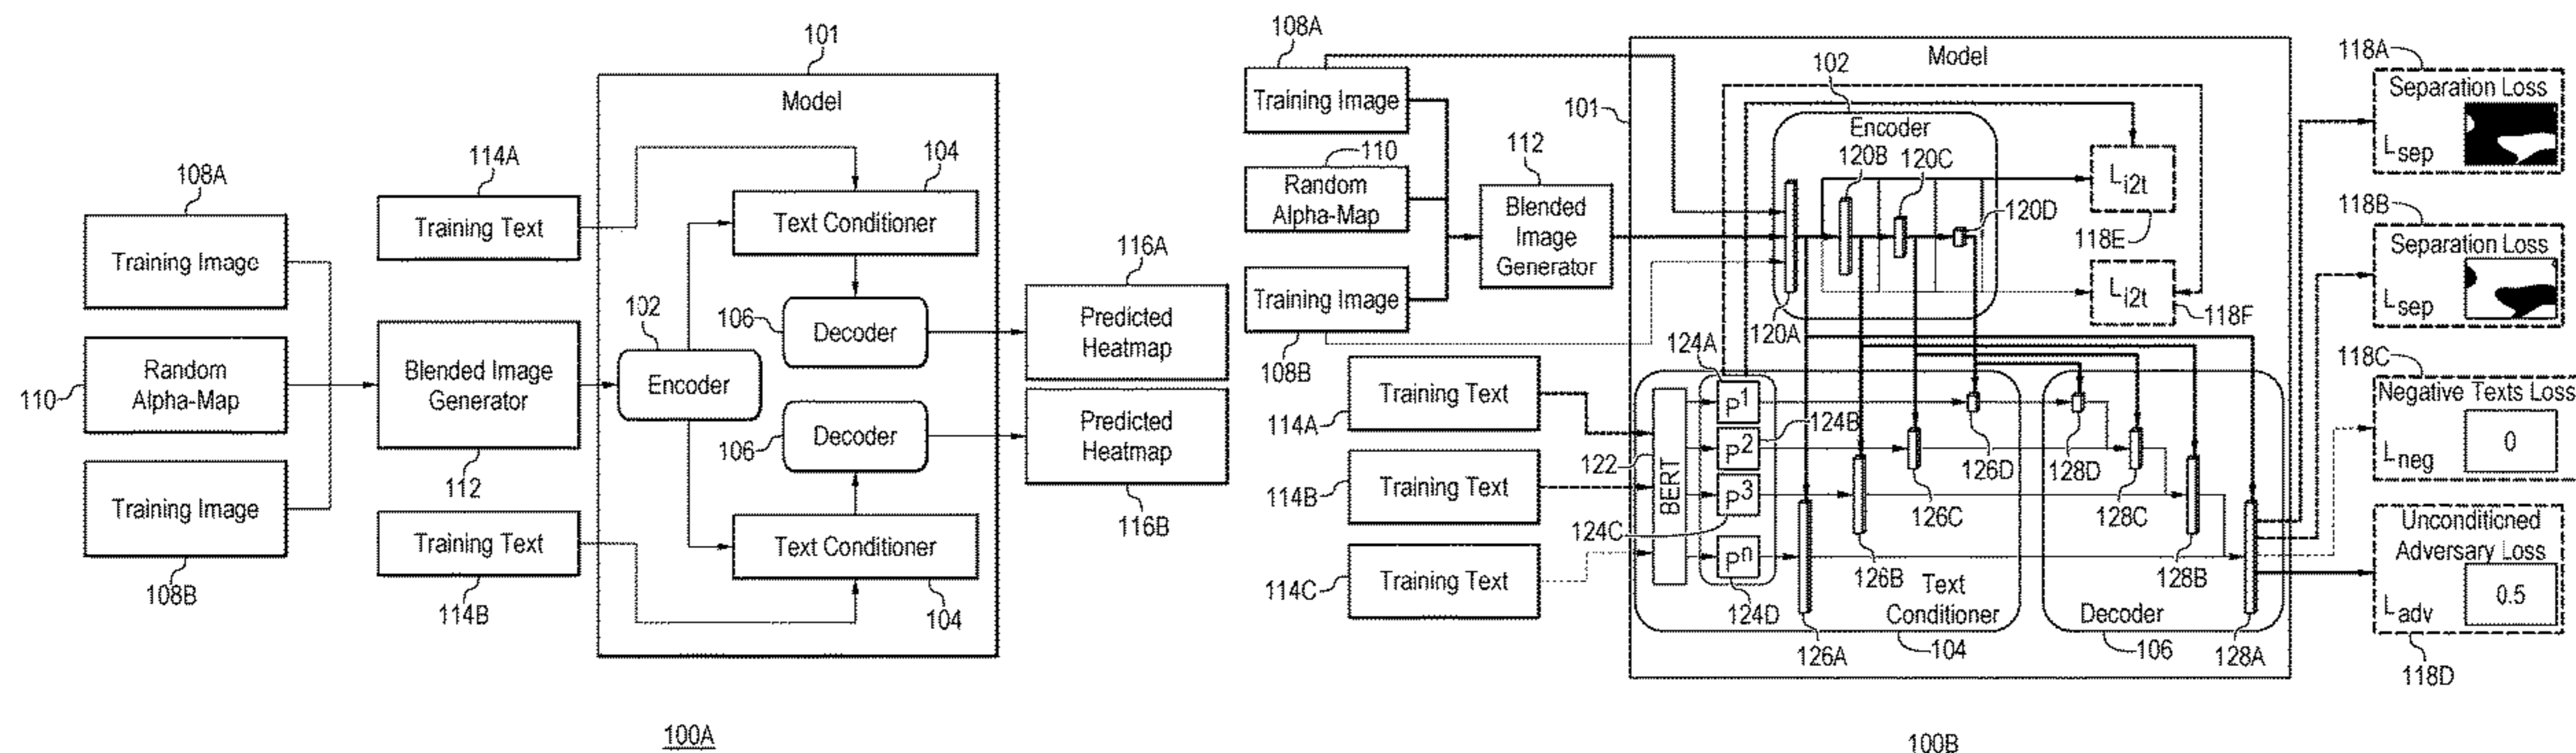 101
Model
108A
Training Image
110
Random
Alpha-Map
Training Image
108B
114A
Training Text
Blended Image
Generator
112
Training Text
114B
104
Text Conditioner
102
Encoder
106
Decoder
106
Decoder
Text Conditioner
104
116A
Predicted
Heatmap
Predicted
Heatmap
116B
100A
108A
Training Image
110
Random
Alpha-Map
Training Image
108B
112
Blended
Image
Generator
114A
Training Text
114B
Training Text
114C
Training Text
101
Model
102
Encoder
120B
120C
120D
120A
Li2t
118E
Li2t
118F
122
BERT
124A
P1
124B
P2
P3
124C
Pn
124D
126D
126C
126B
126A
Text
Conditioner
104
128D
128C
128B
128A
Decoder
106
118A
Separation Loss
Lsep
118B
Separation Loss
Lsep
118C
Negative Texts Loss
Lneg
0
Unconditioned
Adversary Loss
Ladv
0.5
118D
100B